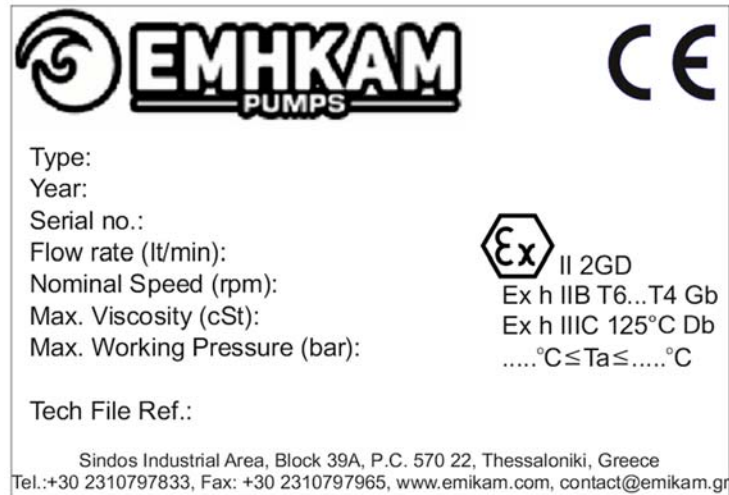 EMHKAM
PUMPS
CE
Type:
Year:
Serial no.:
Flow rate (lt/min):
Nominal Speed (rpm):
Max. Viscosity (cSt):
Max. Working Pressure (bar):
Ex II 2GD
Ex h IIB T6...T4 Gb
Ex h IIIC 125°C Db
.....°C≤Ta≤.....°C
Tech File Ref.:
Sindos Industrial Area, Block 39A, P.C. 570 22, Thessaloniki, Greece
Tel.:+30 2310797833, Fax: +30 2310797965, www.emikam.com, contact@emikam.gr